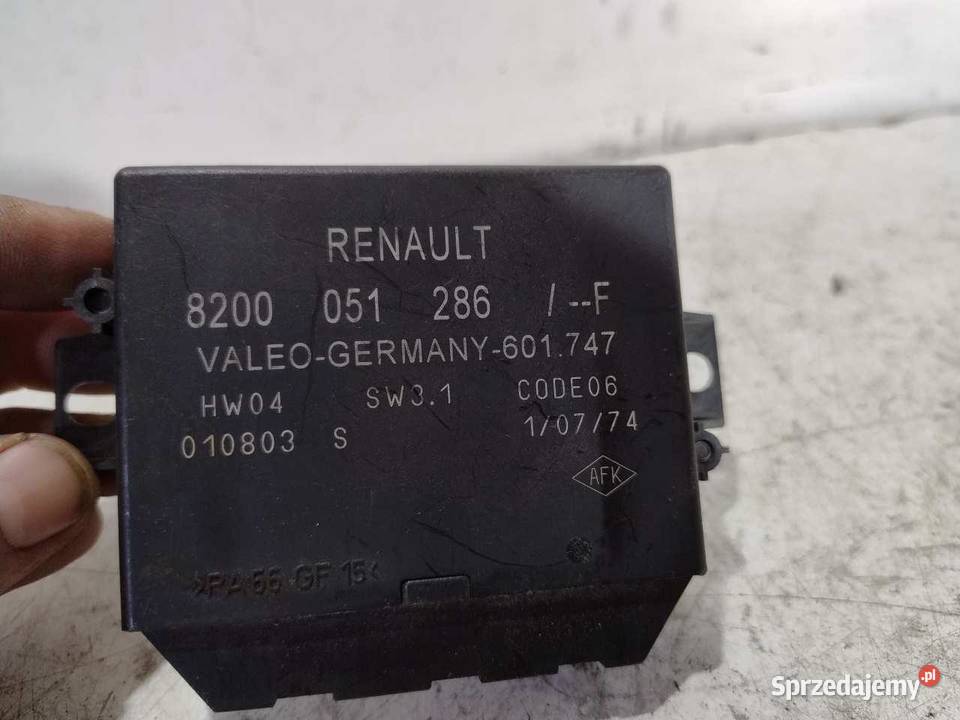 RENAULT
8200 051 286 /--F
VALEO-GERMANY-601.747
HW04 SW3.1 CODE06
010803 S 1/07/74
AFK
>PA 66 GF 15<
Sprzedajemy.pl